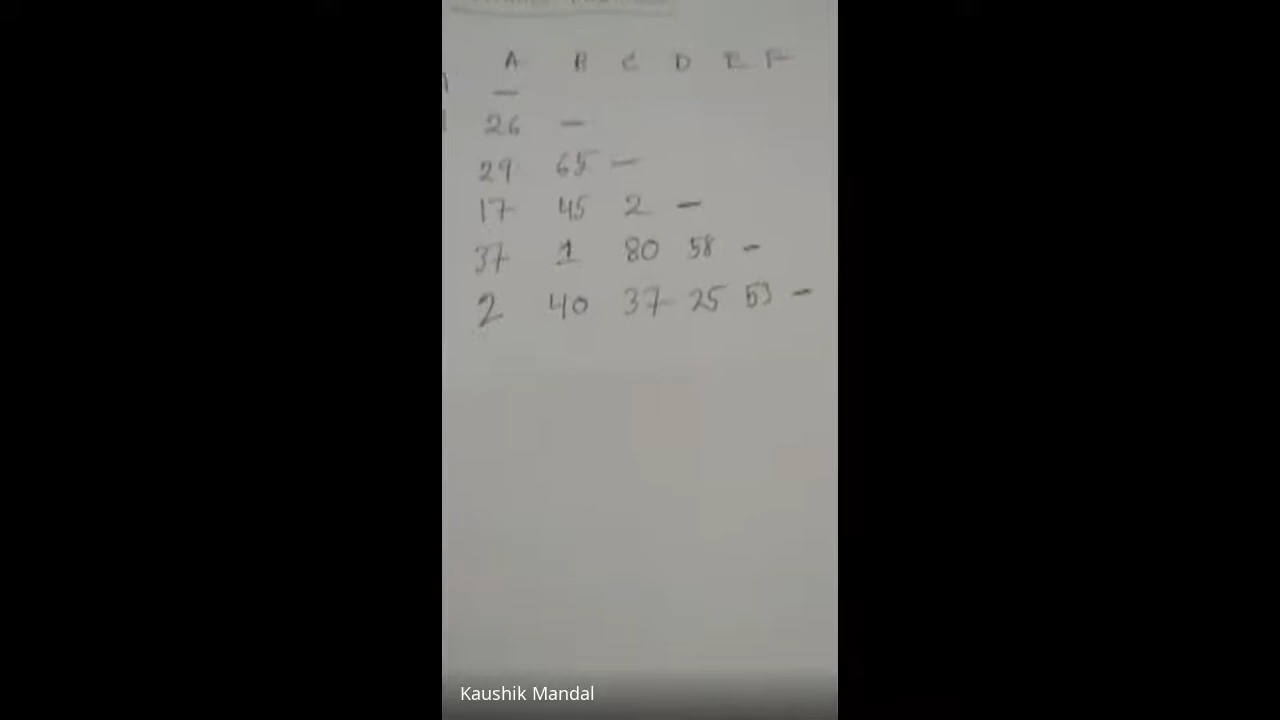 A B C D E F
—
26 —
29 65 —
17 45 2 —
37 1 80 58 -
2 40 37 25 53 -
Kaushik Mandal